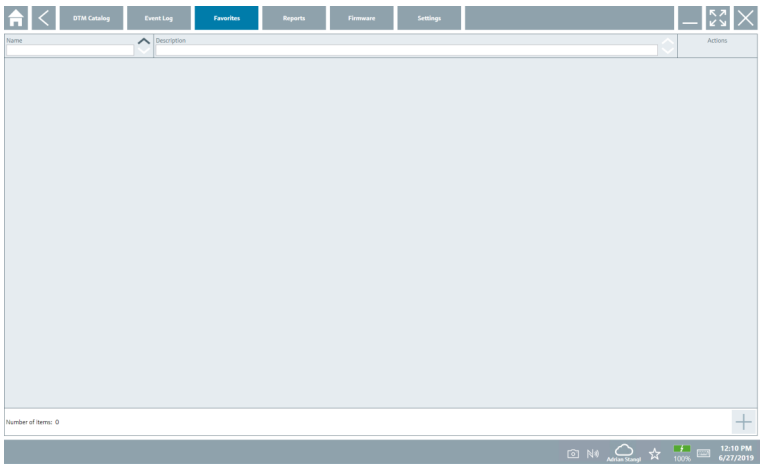 DTM Catalog Event Log Favorites Reports Firmware Settings
Name Description Actions
Number of Items: 0
Adrian Stangl 100% 12:10 PM
6/27/2019